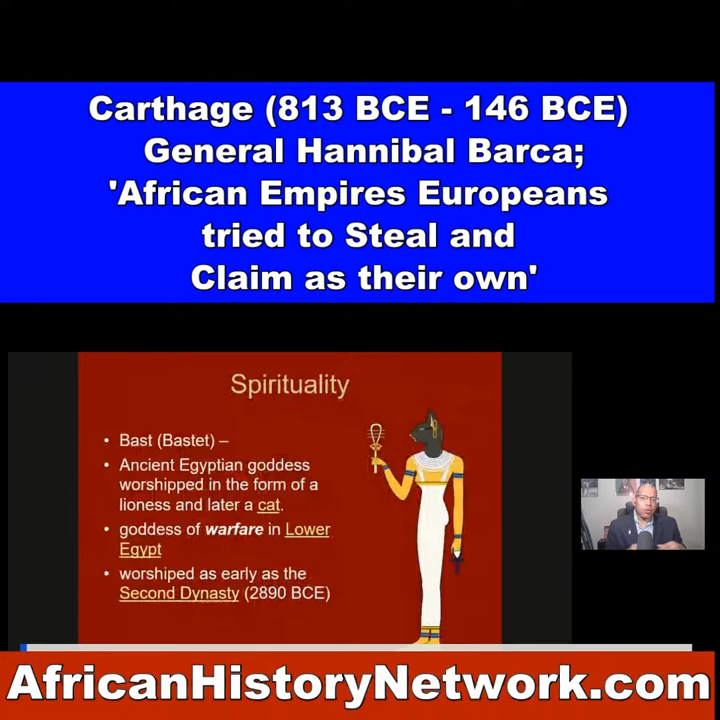 Carthage (813 BCE - 146 BCE)
General Hannibal Barca;
'African Empires Europeans
tried to Steal and
Claim as their own'
Spirituality
• Bast (Bastet) –
• Ancient Egyptian goddess
worshipped in the form of a
lioness and later a cat.
• goddess of warfare in Lower
Egypt
• worshiped as early as the
Second Dynasty (2890 BCE)
AfricanHistoryNetwork.com